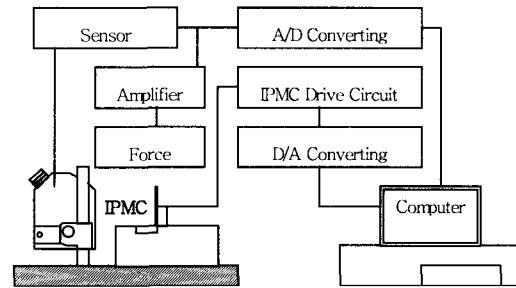 Sensor
A/D Converting
Amplifier
IPMC Drive Circuit
Force
D/A Converting
IPMC
Computer